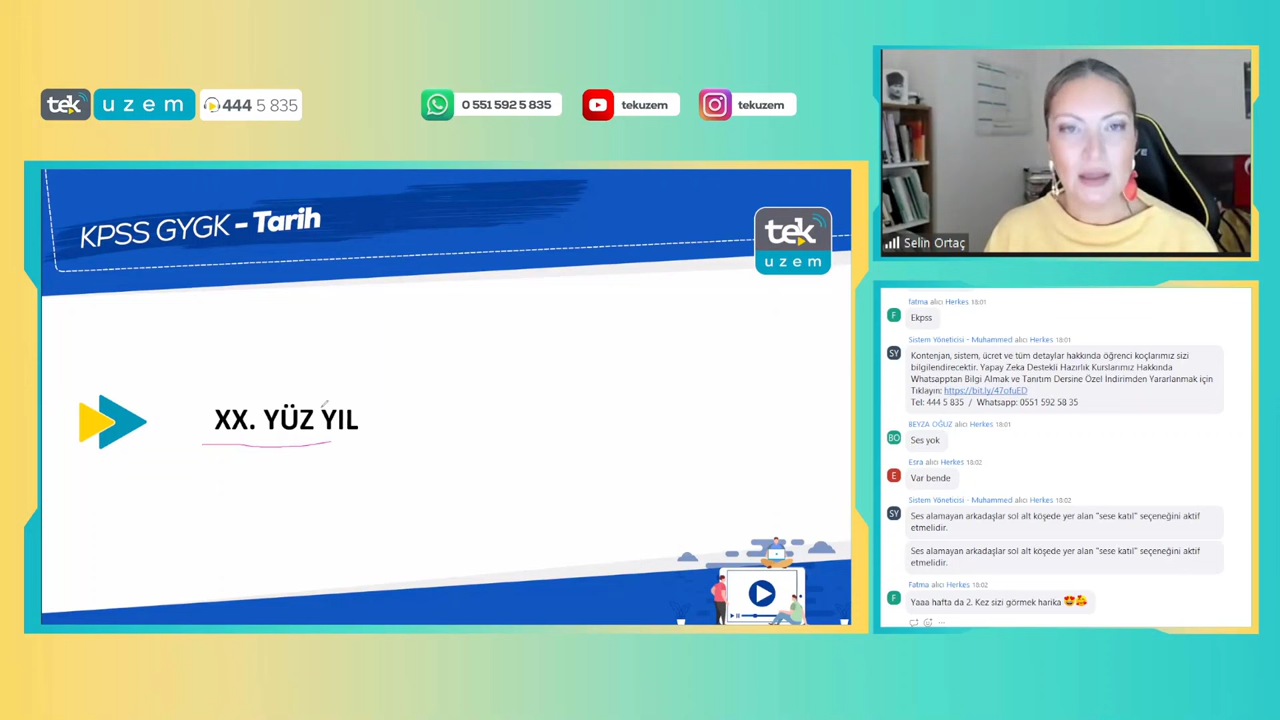 tek uzem 444 5 835
0 551 592 5 835
tekuzem
tekuzem
KPSS GYGK - Tarih
tek
uzem
XX. YÜZ YIL
Selin Ortaç
fatma alıcı Herkes 18:01
F
Ekpss
Sistem Yöneticisi - Muhammed alıcı Herkes 18:01
SY
Kontenjan, sistem, ücret ve tüm detaylar hakkında öğrenci koçlarımız sizi
bilgilendirecektir. Yapay Zeka Destekli Hazırlık Kurslarımız Hakkında
Whatsapptan Bilgi Almak ve Tanıtım Dersine Özel İndirimden Yararlanmak için
Tıklayın: https://bit.ly/47ofuED
Tel: 444 5 835 / Whatsapp: 0551 592 58 35
BEYZA OĞUZ alıcı Herkes 18:01
BO
Ses yok
Esra alıcı Herkes 18:02
E
Var bende
Sistem Yöneticisi - Muhammed alıcı Herkes 18:02
SY
Ses alamayan arkadaşlar sol alt köşede yer alan "sese katıl" seçeneğini aktif
etmelidir.
Ses alamayan arkadaşlar sol alt köşede yer alan "sese katıl" seçeneğini aktif
etmelidir.
Fatma alıcı Herkes 18:02
F
Yaaa hafta da 2. Kez sizi görmek harika 😍🥰